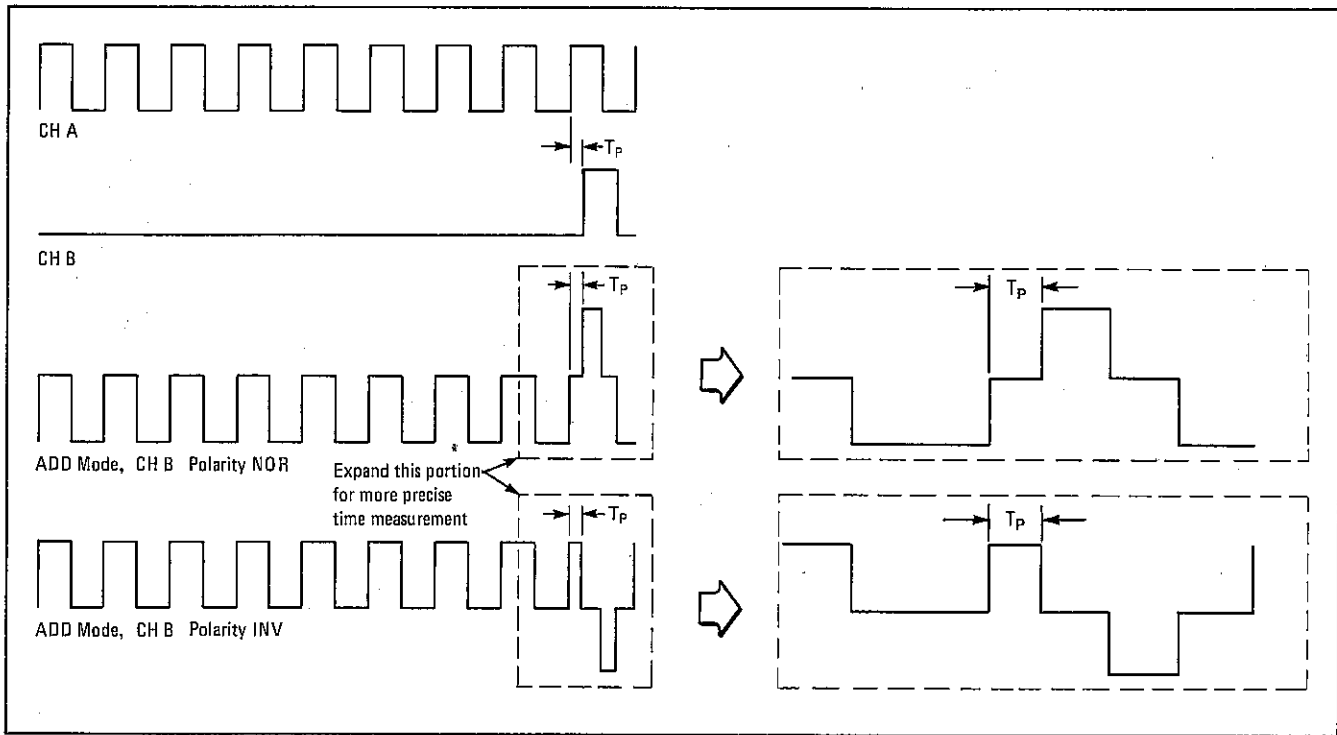 CH A
TP
CH B
TP
TP
ADD Mode, CH B Polarity NOR
Expand this portion
for more precise
time measurement
TP
TP
ADD Mode, CH B Polarity INV